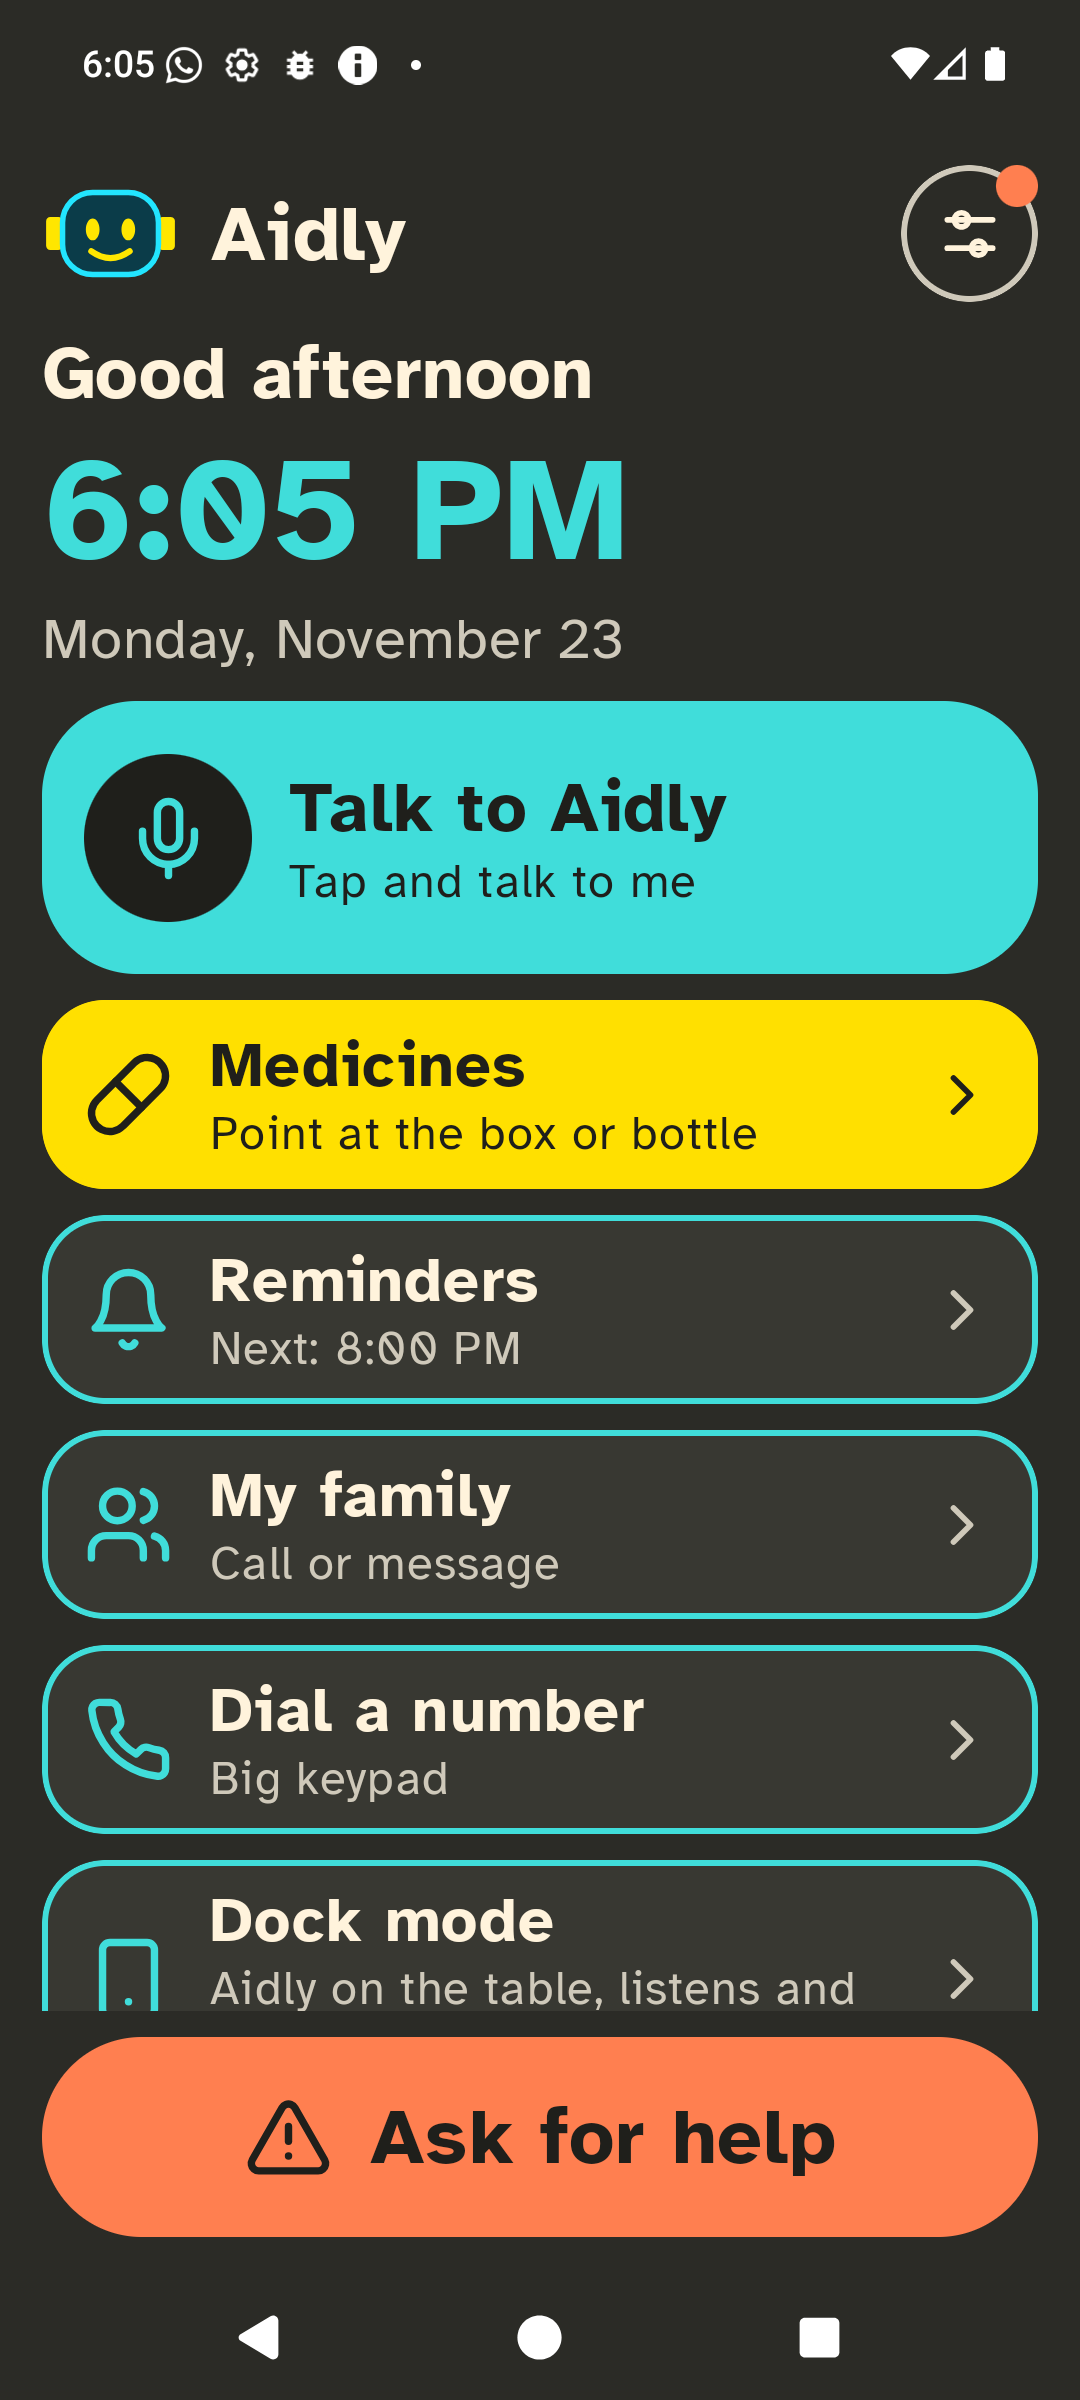 6:05
Aidly
Good afternoon
6:05 PM
Monday, November 23
Talk to Aidly
Tap and talk to me
Medicines
Point at the box or bottle
Reminders
Next: 8:00 PM
My family
Call or message
Dial a number
Big keypad
Dock mode
Aidly on the table, listens and
Ask for help